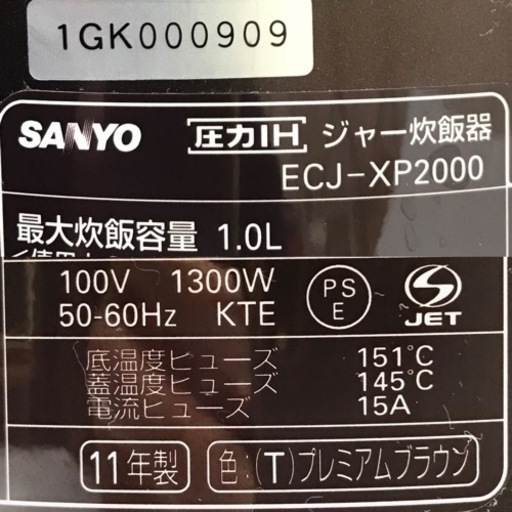 1GK000909
SANYO 圧力IH ジャー炊飯器
ECJ-XP2000
最大炊飯容量 1.0L
100V 1300W
50-60Hz KTE
PS
E
S
JET
底温度ヒューズ 151℃
蓋温度ヒューズ 145℃
電流ヒューズ 15A
11年製 色:(T)プレミアムブラウン